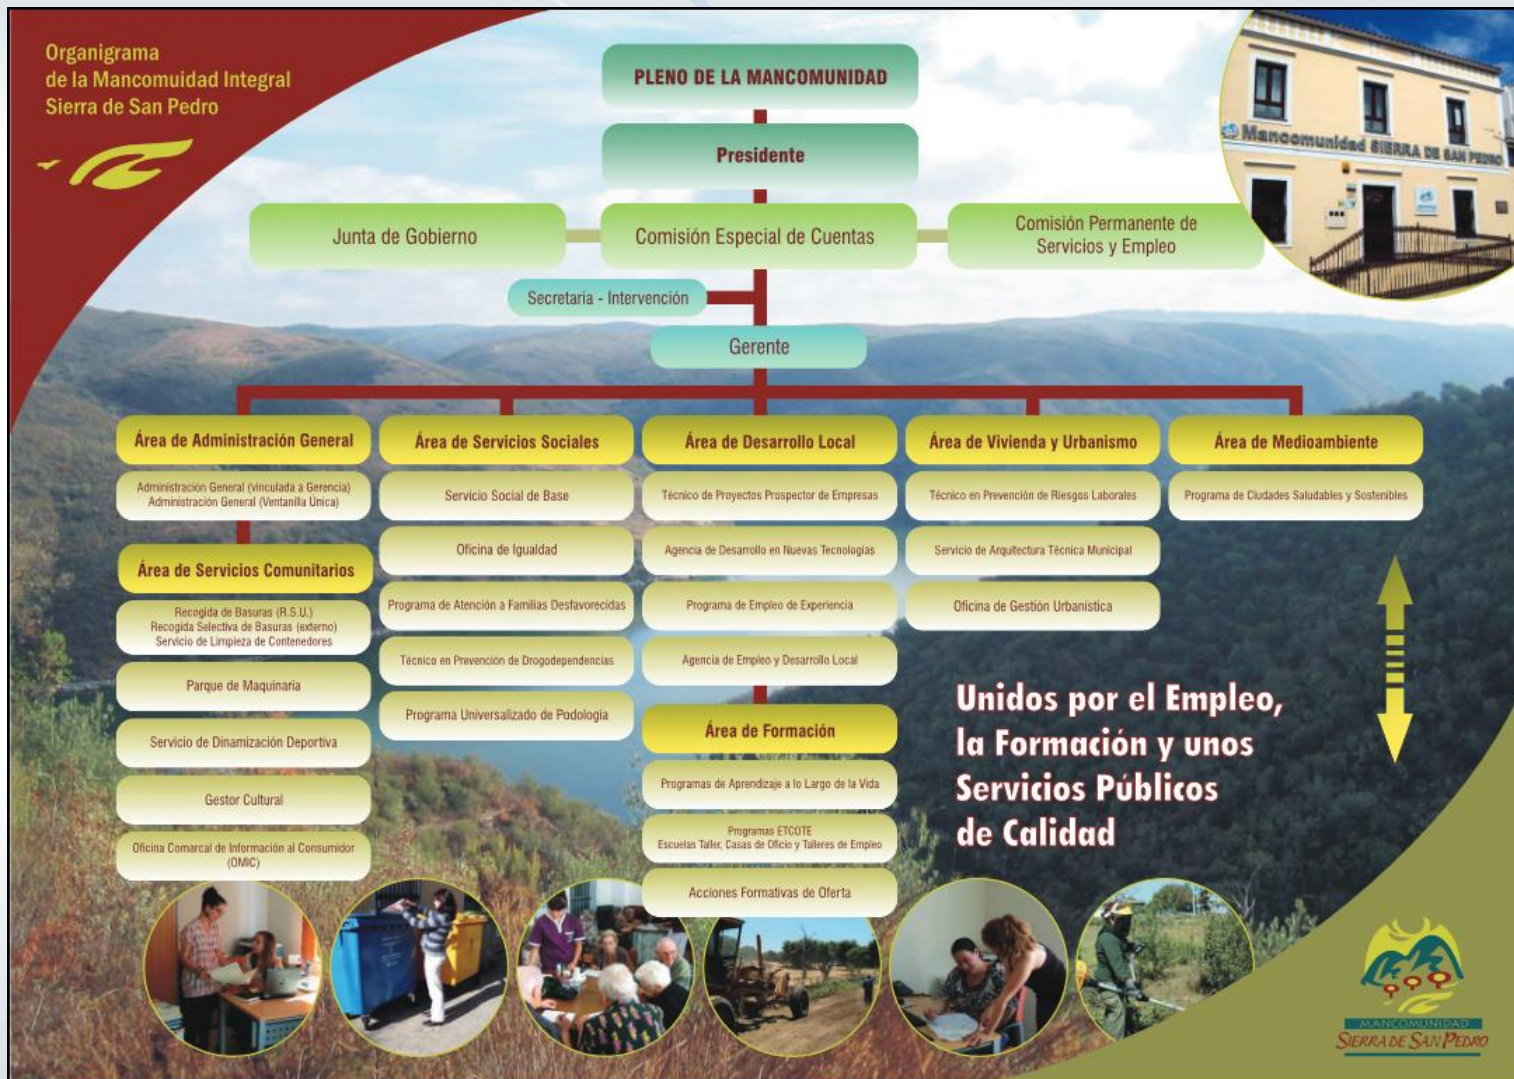 Organigrama
de la Mancomuidad Integral
Sierra de San Pedro
PLENO DE LA MANCOMUNIDAD
Presidente
Junta de Gobierno
Comisión Especial de Cuentas
Comisión Permanente de
Servicios y Empleo
Mancomunidad SIERRA DE SAN PEDRO
Secretaría - Intervención
Gerente
Área de Administración General
Administración General (vinculada a Gerencia)
Administración General (Ventanilla Única)
Área de Servicios Comunitarios
Recogida de Basuras (R.S.U.)
Recogida Selectiva de Basuras (externo)
Servicio de Limpieza de Contenedores
Parque de Maquinaria
Servicio de Dinamización Deportiva
Gestor Cultural
Oficina Comarcal de Información al Consumidor
(OMIC)
Área de Servicios Sociales
Servicio Social de Base
Oficina de Igualdad
Programa de Atención a Familias Desfavorecidas
Técnico en Prevención de Drogodependencias
Programa Universalizado de Podología
Área de Desarrollo Local
Técnico de Proyectos Prospector de Empresas
Agencia de Desarrollo en Nuevas Tecnologías
Programa de Empleo de Experiencia
Agencia de Empleo y Desarrollo Local
Área de Formación
Programas de Aprendizaje a lo Largo de la Vida
Programas ETCOTE
Escuelas Taller, Casas de Oficio y Talleres de Empleo
Acciones Formativas de Oferta
Área de Vivienda y Urbanismo
Técnico en Prevención de Riesgos Laborales
Servicio de Arquitectura Técnica Municipal
Oficina de Gestión Urbanística
Área de Medioambiente
Programa de Ciudades Saludables y Sostenibles
Unidos por el Empleo,
la Formación y unos
Servicios Públicos
de Calidad
MANCOMUNIDAD
SIERRA DE SAN PEDRO